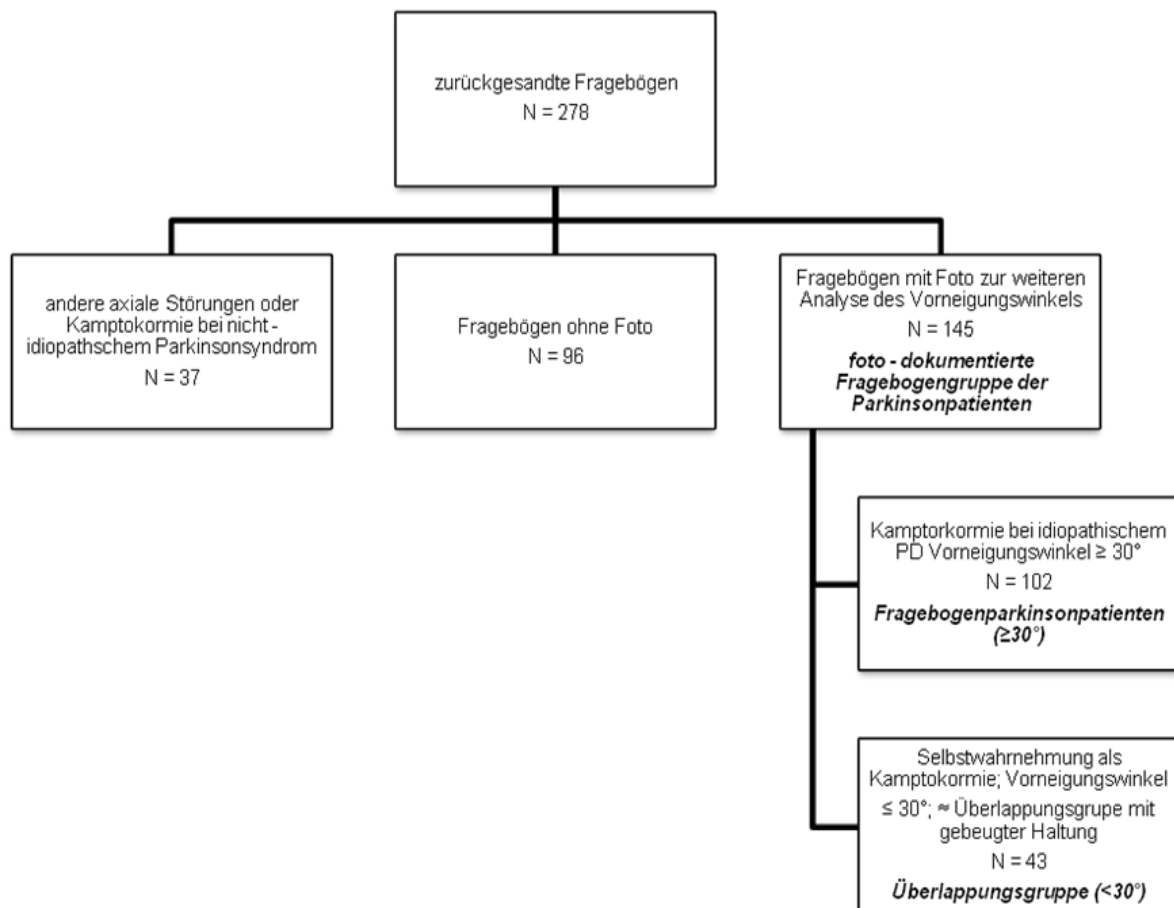 zurückgesandte Fragebögen
N = 278
andere axiale Störungen oder
Kamptokormie bei nicht -
idiopathschem Parkinsonsyndrom
N = 37
Fragebögen ohne Foto
N = 96
Fragebögen mit Foto zur weiteren
Analyse des Vorneigungswinkels
N = 145
foto - dokumentierte
Fragebogengruppe der
Parkinsonpatienten
Kamptorkormie bei idiopathischem
PD Vorneigungswinkel ≥ 30°
N = 102
Fragebogenparkinsonpatienten
(≥30°)
Selbstwahrnehmung als
Kamptokormie; Vorneigungswinkel
≤ 30°; ≈ Überlappungsgrupe mit
gebeugter Haltung
N = 43
Überlappungsgruppe (<30°)